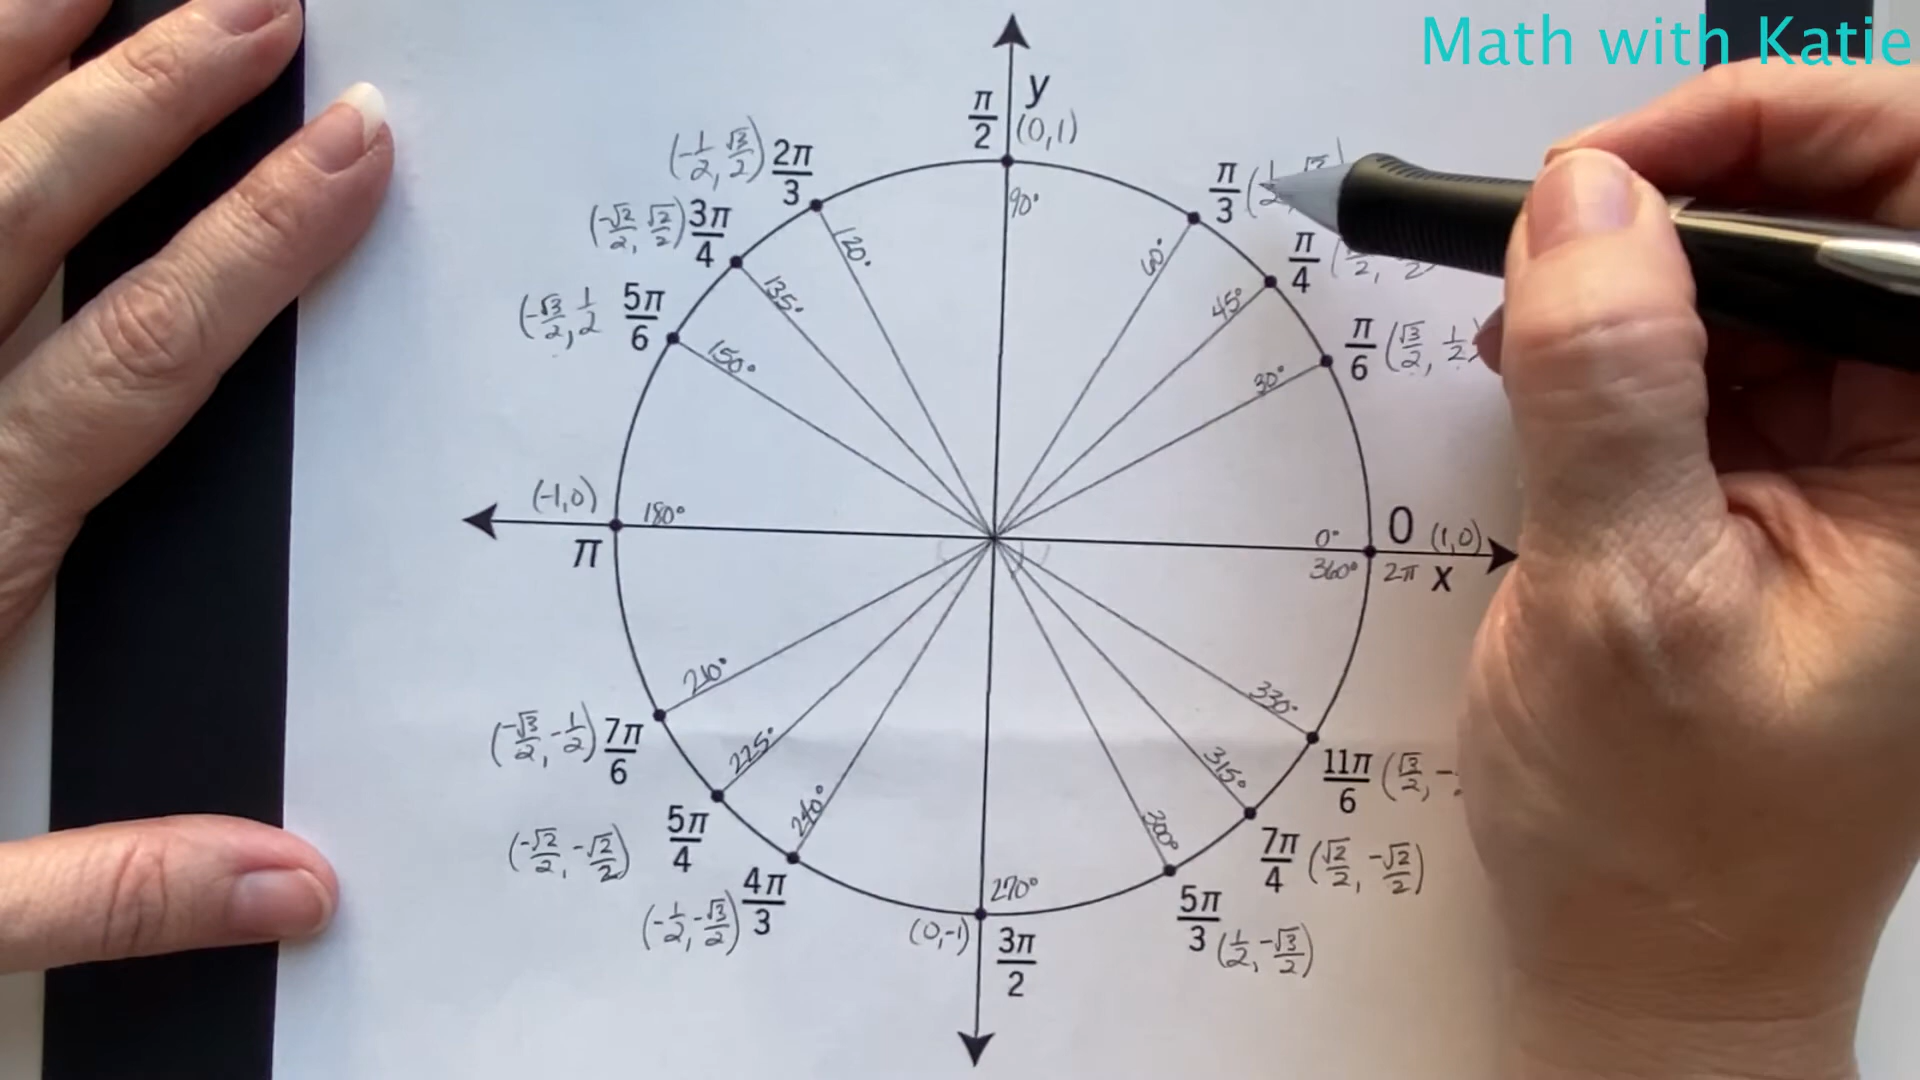 Math with Katie
y
π/2 (0,1)
90°
(-1/2, √3/2) 2π/3
120°
(-√2/2, √2/2) 3π/4
135°
(-√3/2, 1/2 5π/6
150°
π/3
60°
π/4
45°
π/6 (√3/2, 1/2)
30°
(-1,0) 180°
π
0° 0 (1,0)
360° 2π x
210°
(-√3/2, -1/2) 7π/6
225°
5π/4
(-√2/2, -√2/2)
240°
4π/3
(-1/2, -√3/2)
270°
(0,-1) 3π/2
300°
5π/3 (1/2, -√3/2)
315°
7π/4 (√2/2, -√2/2)
330°
11π/6 (√3/2, -